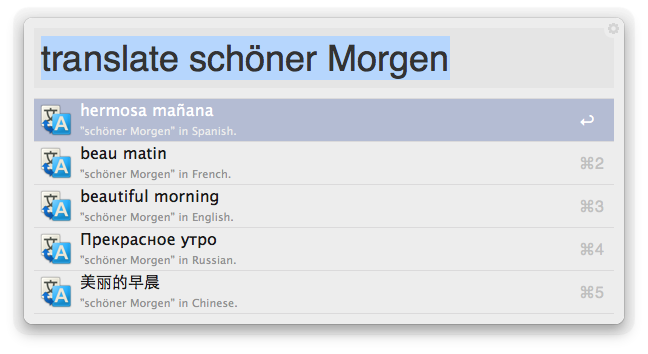 translate schöner Morgen
hermosa mañana
"schöner Morgen" in Spanish.
↩
beau matin
"schöner Morgen" in French.
⌘2
beautiful morning
"schöner Morgen" in English.
⌘3
Прекрасное утро
"schöner Morgen" in Russian.
⌘4
美丽的早晨
"schöner Morgen" in Chinese.
⌘5